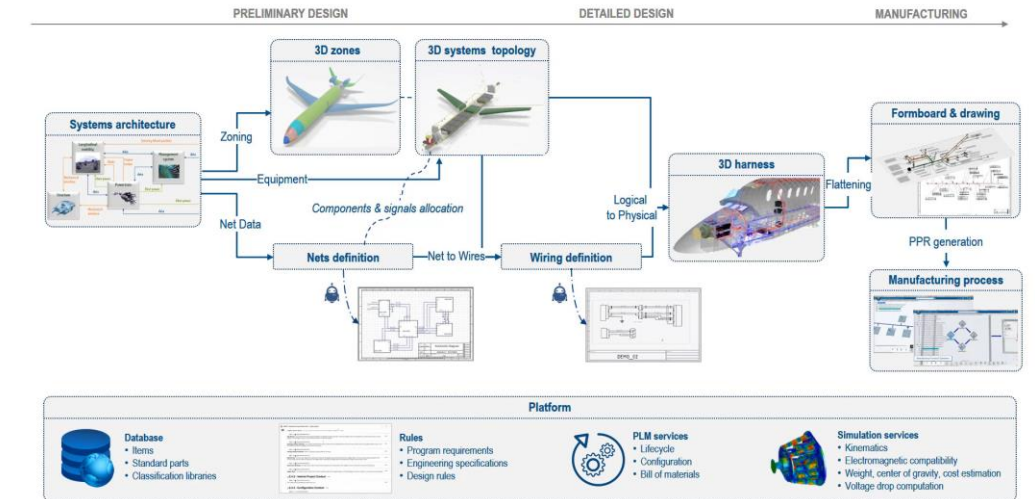 PRELIMINARY DESIGN
DETAILED DESIGN
MANUFACTURING
3D zones
3D systems topology
Systems architecture
Formboard & drawing
Zoning
3D harness
Flattening
Equipment
Logical
to Physical
Components & signals allocation
Net Data
PPR generation
Nets definition
Net to Wires
Wiring definition
Manufacturing process
DEMO_02
Platform
Database
• Items
• Standard parts
• Classification libraries
Rules
• Program requirements
• Engineering specifications
• Design rules
PLM services
• Lifecycle
• Configuration
• Bill of materials
Simulation services
• Kinematics
• Electromagnetic compatibility
• Weight, center of gravity, cost estimation
• Voltage drop computation